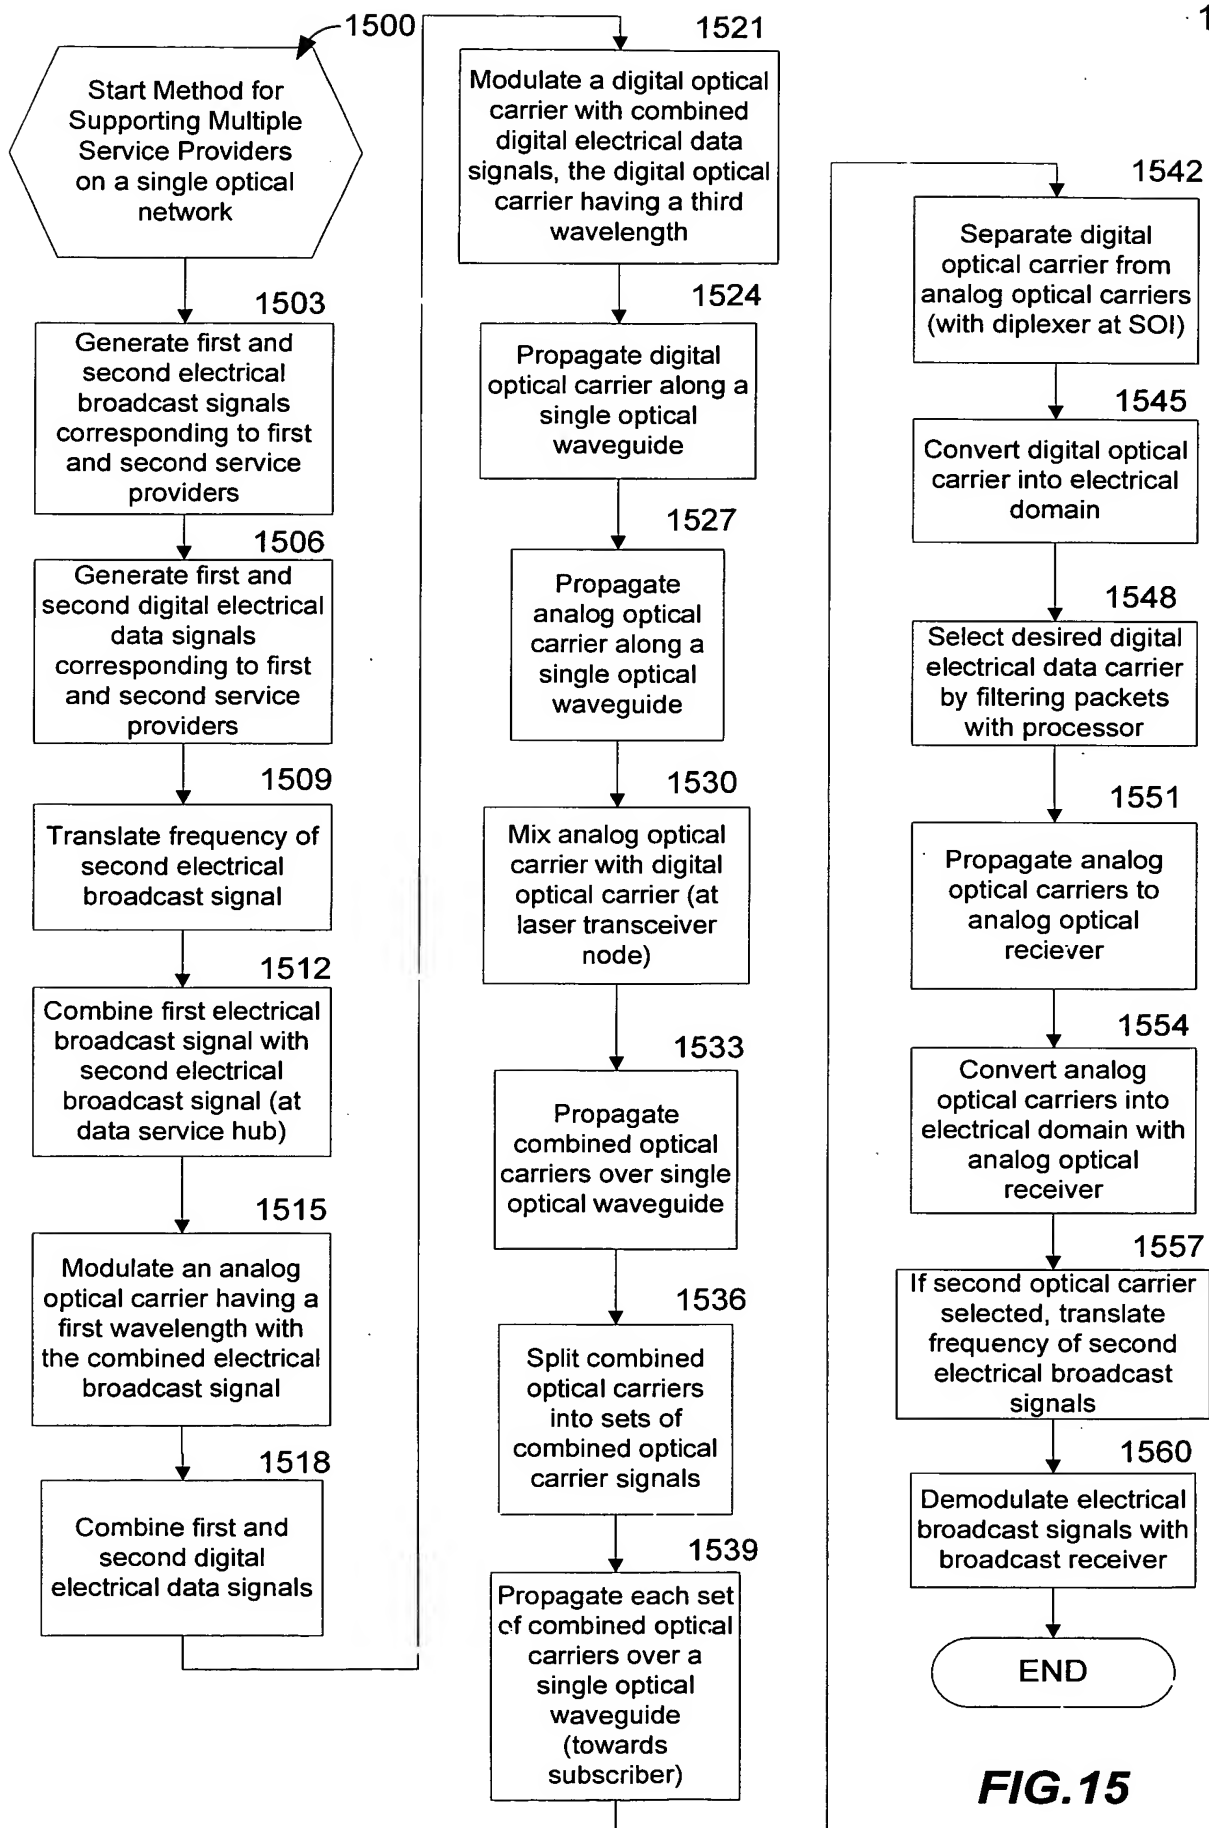 1500
Start Method for
Supporting Multiple
Service Providers
on a single optical
network
1503
Generate first and
second electrical
broadcast signals
corresponding to first
and second service
providers
1506
Generate first and
second digital electrical
data signals
corresponding to first
and second service
providers
1509
Translate frequency of
second electrical
broadcast signal
1512
Combine first electrical
broadcast signal with
second electrical
broadcast signal (at
data service hub)
1515
Modulate an analog
optical carrier having a
first wavelength with
the combined electrical
broadcast signal
1518
Combine first and
second digital
electrical data signals
1521
Modulate a digital optical
carrier with combined
digital electrical data
signals, the digital optical
carrier having a third
wavelength
1524
Propagate digital
optical carrier along a
single optical
waveguide
1527
Propagate
analog optical
carrier along a
single optical
waveguide
1530
Mix analog optical
carrier with digital
optical carrier (at
laser transceiver
node)
1533
Propagate
combined optical
carriers over single
optical waveguide
1536
Split combined
optical carriers
into sets of
combined optical
carrier signals
1539
Propagate each set
of combined optical
carriers over a
single optical
waveguide
(towards
subscriber)
1
1542
Separate digital
optical carrier from
analog optical carriers
(with diplexer at SOI)
1545
Convert digital optical
carrier into electrical
domain
1548
Select desired digital
electrical data carrier
by filtering packets
with processor
1551
Propagate analog
optical carriers to
analog optical
reciever
1554
Convert analog
optical carriers into
electrical domain with
analog optical
receiver
1557
If second optical carrier
selected, translate
frequency of second
electrical broadcast
signals
1560
Demodulate electrical
broadcast signals with
broadcast receiver
END
FIG.15